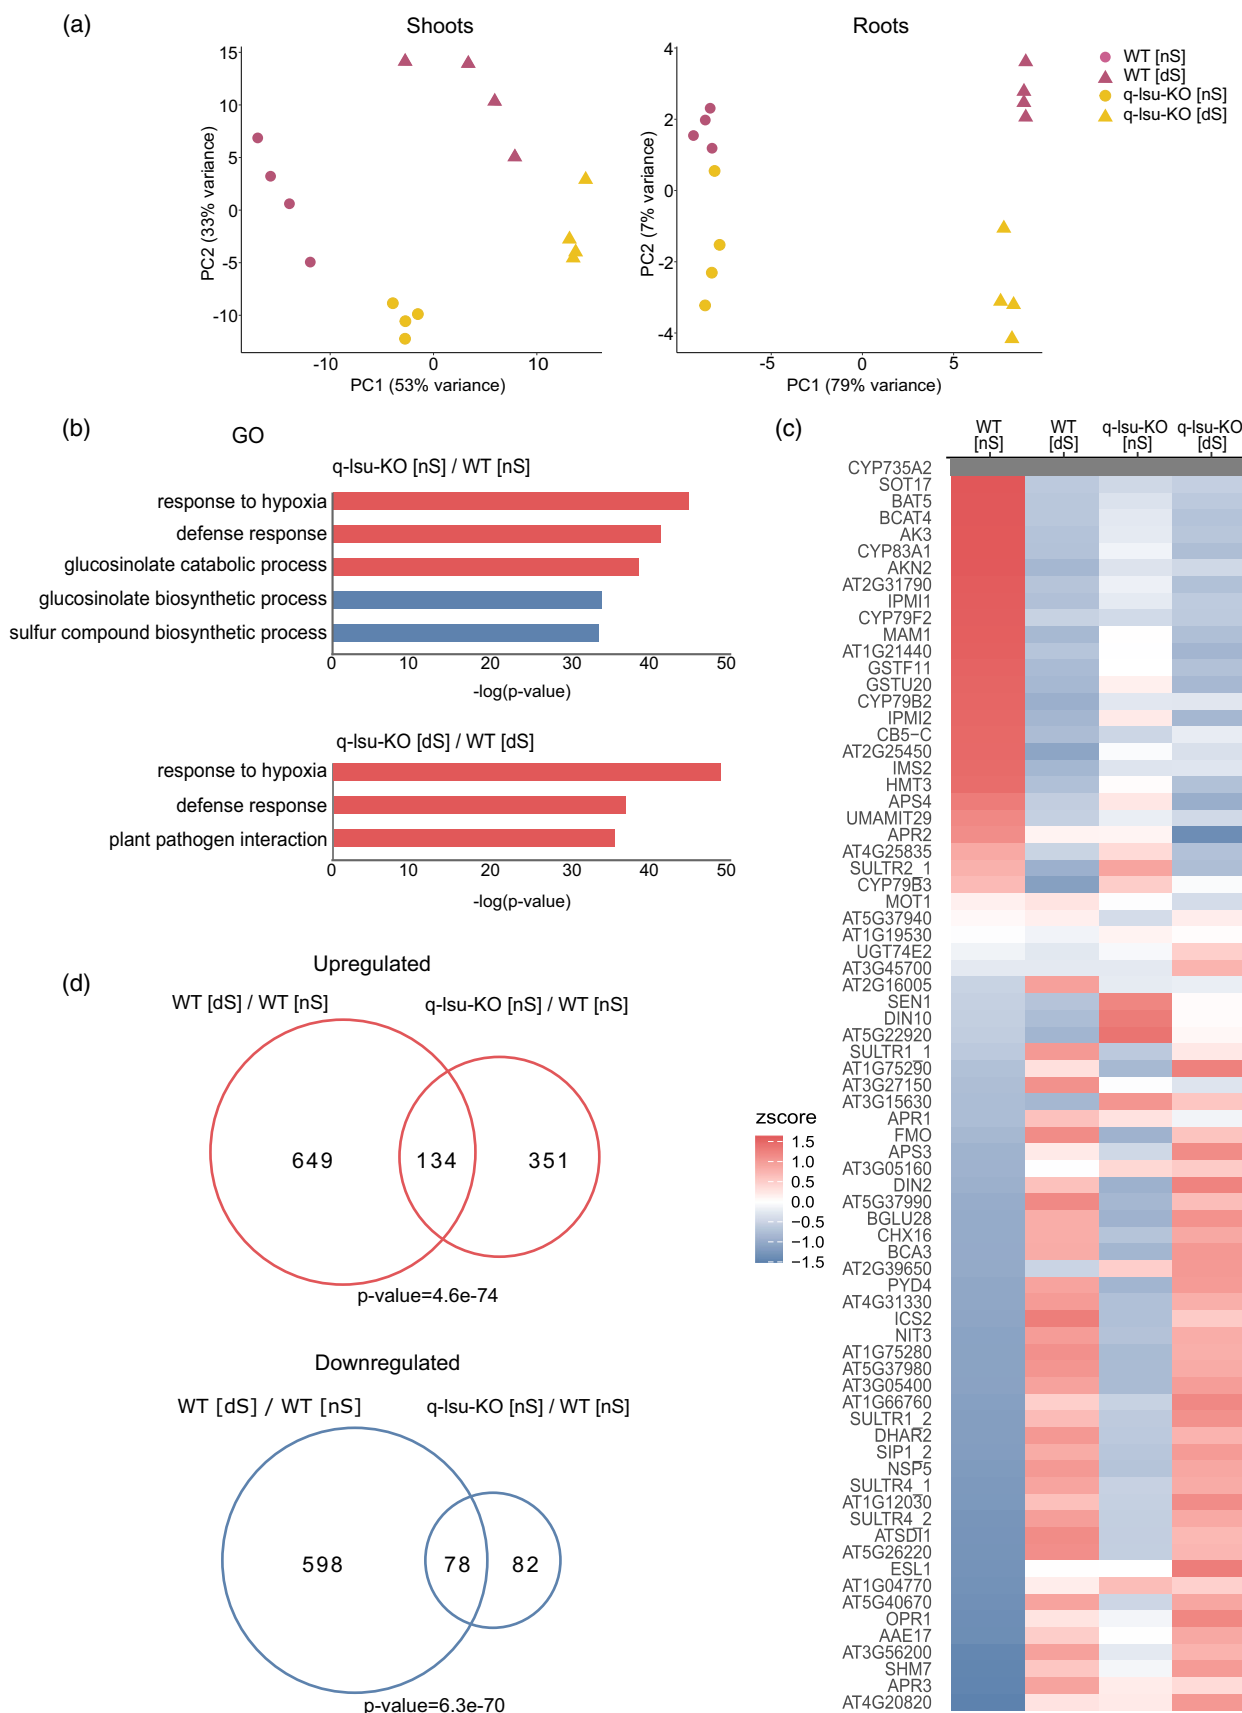 (a)
Shoots
Roots
WT [nS]
WT [dS]
q-lsu-KO [nS]
q-lsu-KO [dS]
15
10
5
0
-5
-10
PC2 (33% variance)
-10
0
10
PC1 (53% variance)
4
2
0
-2
-4
PC2 (7% variance)
-5
0
5
PC1 (79% variance)
(b)
GO
q-lsu-KO [nS] / WT [nS]
response to hypoxia
defense response
glucosinolate catabolic process
glucosinolate biosynthetic process
sulfur compound biosynthetic process
0 10 20 30 40 50
-log(p-value)
q-lsu-KO [dS] / WT [dS]
response to hypoxia
defense response
plant pathogen interaction
0 10 20 30 40 50
-log(p-value)
(c)
WT [nS]
WT [dS]
q-lsu-KO [nS]
q-lsu-KO [dS]
CYP735A2
SOT17
BAT5
BCAT4
AK3
CYP83A1
AKN2
AT2G31790
IPMI1
CYP79F2
MAM1
AT1G21440
GSTF11
GSTU20
CYP79B2
IPMI2
CB5−C
AT2G25450
IMS2
HMT3
APS4
UMAMIT29
APR2
AT4G25835
SULTR2_1
CYP79B3
MOT1
AT5G37940
AT1G19530
UGT74E2
AT3G45700
AT2G16005
SEN1
DIN10
AT5G22920
SULTR1_1
AT1G75290
AT3G27150
AT3G15630
APR1
FMO
APS3
AT3G05160
DIN2
AT5G37990
BGLU28
CHX16
BCA3
AT2G39650
PYD4
AT4G31330
ICS2
NIT3
AT1G75280
AT5G37980
AT3G05400
AT1G66760
SULTR1_2
DHAR2
SIP1_2
NSP5
SULTR4_1
AT1G12030
SULTR4_2
ATSDI1
AT5G26220
ESL1
AT1G04770
AT5G40670
OPR1
AAE17
AT3G56200
SHM7
APR3
AT4G20820
zscore
1.5
1.0
0.5
0.0
−0.5
−1.0
−1.5
(d)
Upregulated
WT [dS] / WT [nS]
q-lsu-KO [nS] / WT [nS]
649
134
351
p-value=4.6e-74
Downregulated
WT [dS] / WT [nS]
q-lsu-KO [nS] / WT [nS]
598
78
82
p-value=6.3e-70